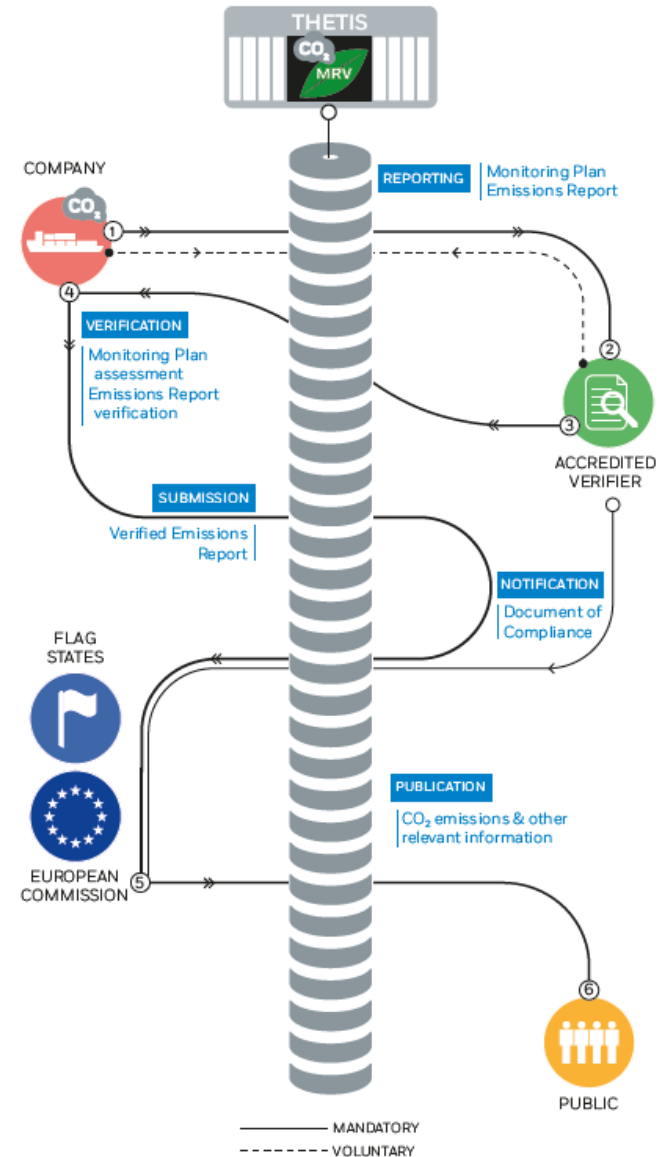 THETIS
CO₂
MRV
COMPANY
CO₂
REPORTING
Monitoring Plan
Emissions Report
1
2
4
VERIFICATION
Monitoring Plan
assessment
Emissions Report
verification
3
ACCREDITED
VERIFIER
SUBMISSION
Verified Emissions
Report
NOTIFICATION
Document of
Compliance
FLAG
STATES
PUBLICATION
CO₂ emissions & other
relevant information
EUROPEAN
COMMISSION
5
6
PUBLIC
MANDATORY
VOLUNTARY